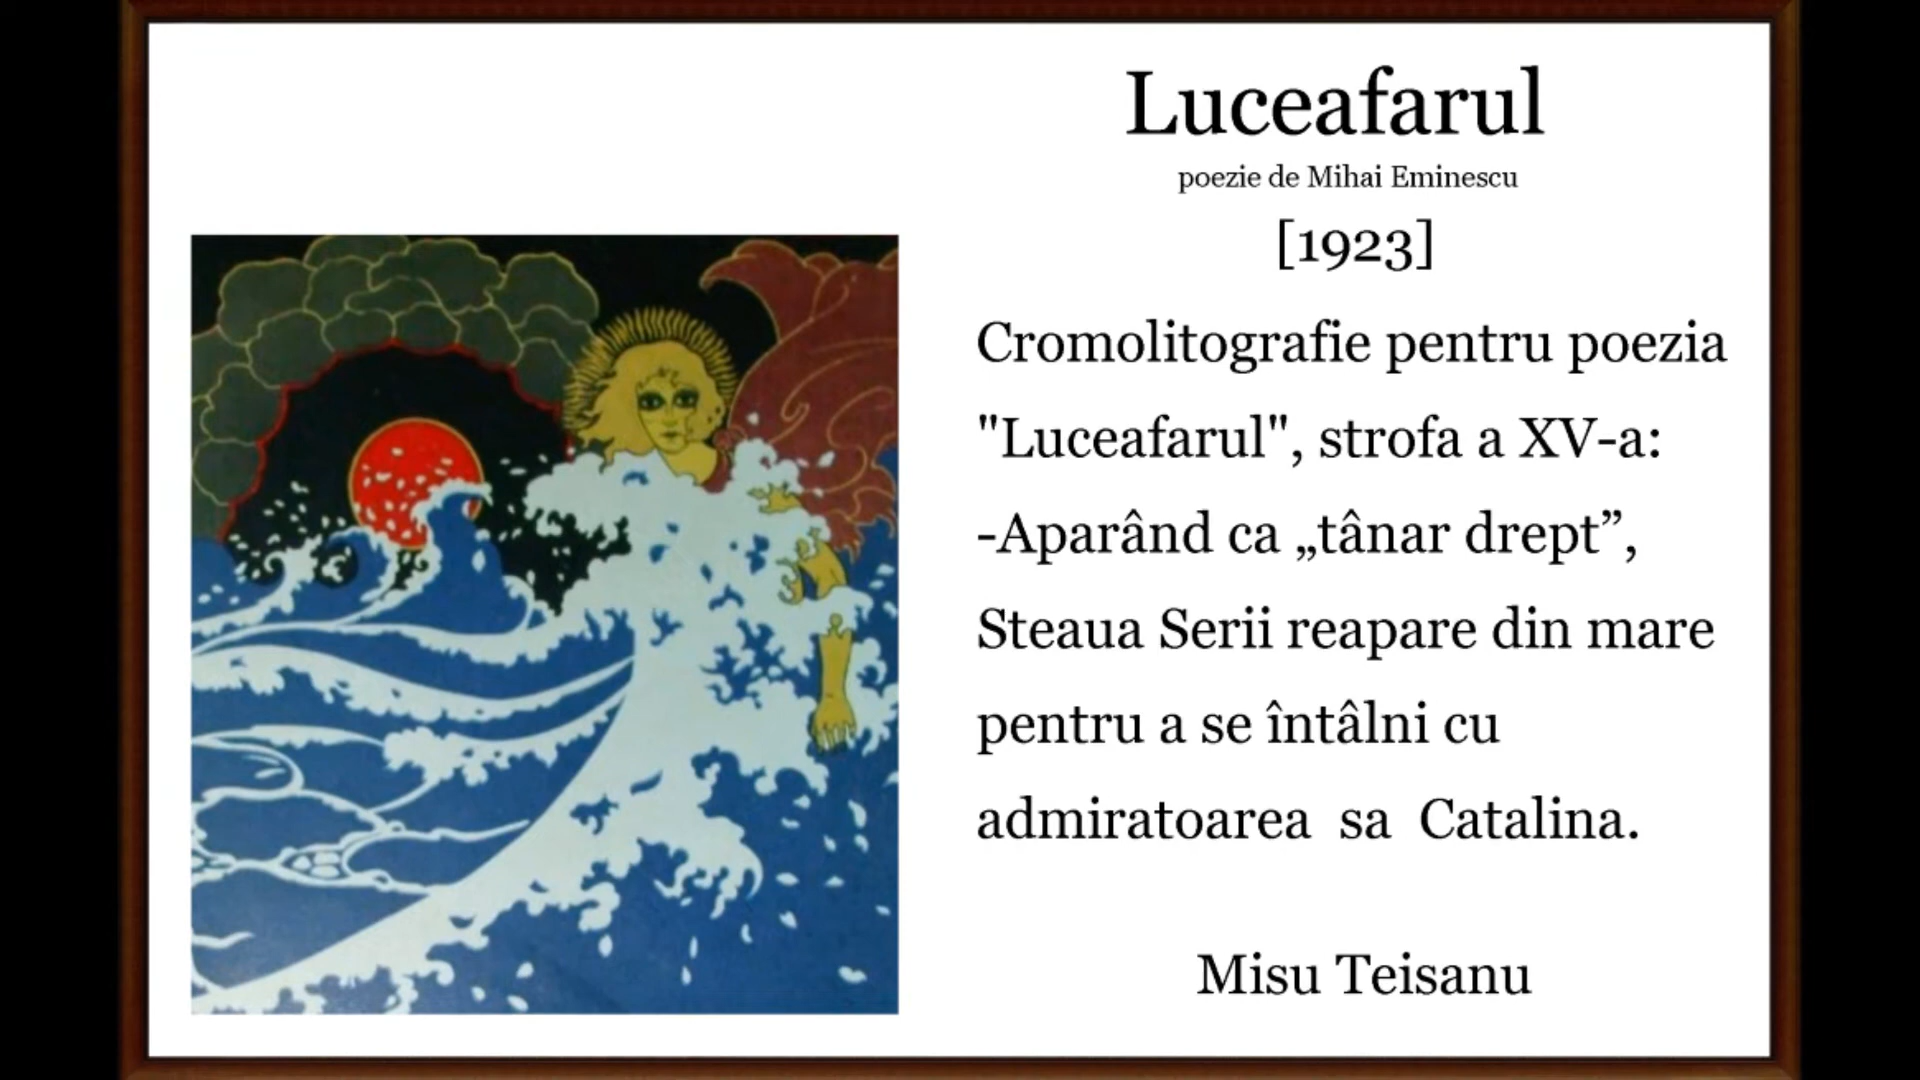 Luceafarul
poezie de Mihai Eminescu
[1923]
Cromolitografie pentru poezia
"Luceafarul", strofa a XV-a:
-Aparând ca „tânar drept”,
Steaua Serii reapare din mare
pentru a se întâlni cu
admiratoarea sa Catalina.
Misu Teisanu